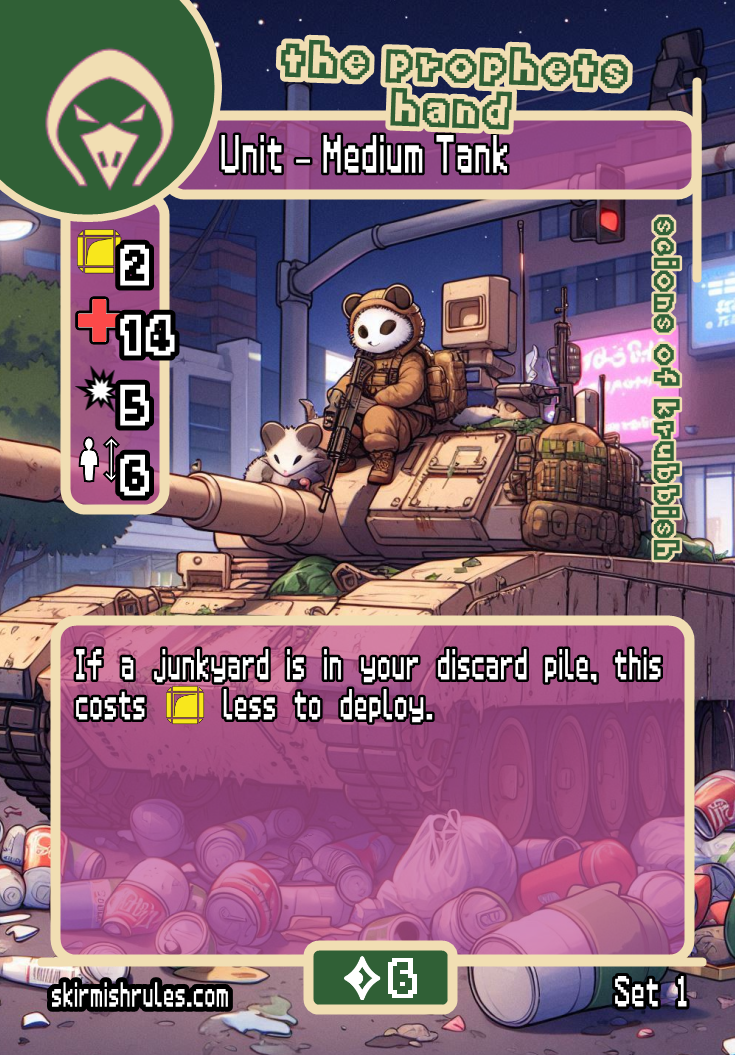 the prophets
hand
Unit - Medium Tank
2
14
5
6
scions of brubbish
If a junkyard is in your discard pile, this
costs less to deploy.
6
skirmishrules.com
Set 1